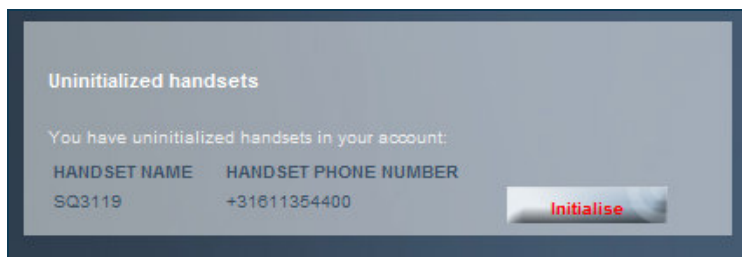 Uninitialized handsets
You have uninitialized handsets in your account:
HANDSET NAME HANDSET PHONE NUMBER
SQ3119 +31611354400 Initialise